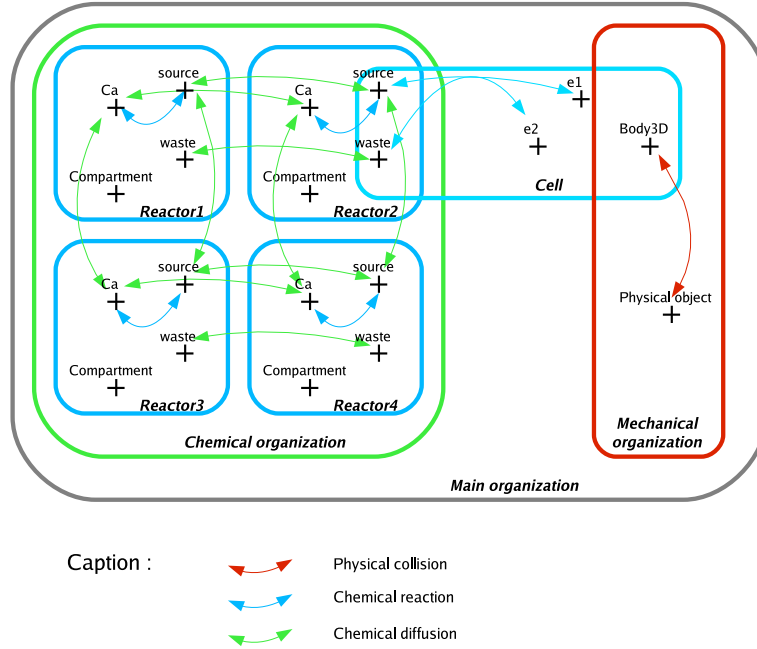 source
Ca
waste
Compartment
Reactor1
source
Ca
waste
Compartment
Reactor2
e1
e2
Body3D
Cell
source
Ca
waste
Compartment
Reactor3
source
Ca
waste
Compartment
Reactor4
Physical object
Chemical organization
Mechanical
organization
Main organization
Caption :
Physical collision
Chemical reaction
Chemical diffusion